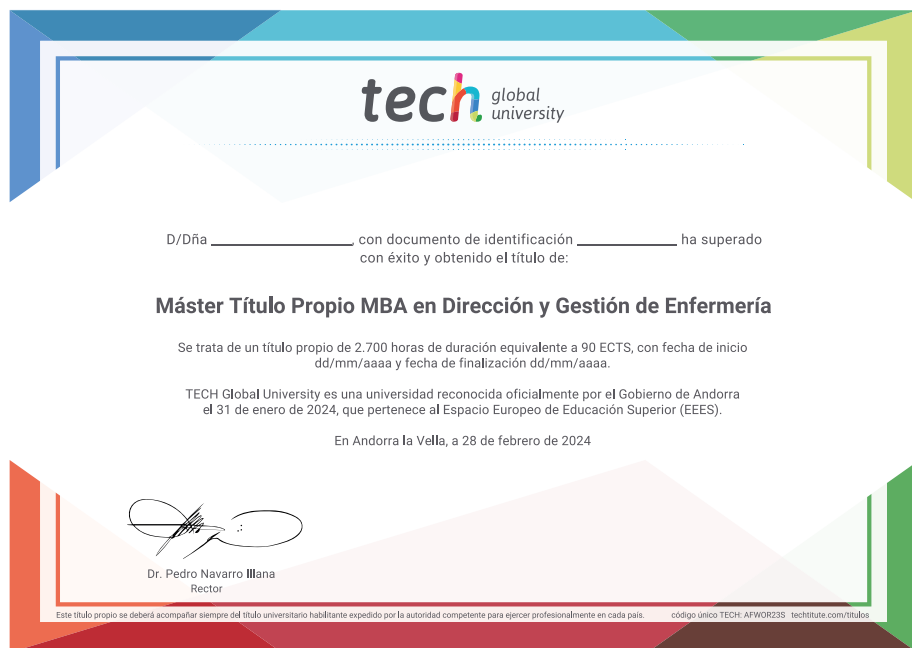 tech global
university
D/Dña ____________, con documento de identificación ____________ ha superado
con éxito y obtenido el título de:
Máster Título Propio MBA en Dirección y Gestión de Enfermería
Se trata de un título propio de 2.700 horas de duración equivalente a 90 ECTS, con fecha de inicio
dd/mm/aaaa y fecha de finalización dd/mm/aaaa.
TECH Global University es una universidad reconocida oficialmente por el Gobierno de Andorra
el 31 de enero de 2024, que pertenece al Espacio Europeo de Educación Superior (EEES).
En Andorra la Vella, a 28 de febrero de 2024
Dr. Pedro Navarro Illana
Rector
Este título propio se deberá acompañar siempre del título universitario habilitante expedido por la autoridad competente para ejercer profesionalmente en cada país. código único TECH: AFWOR23S techtitute.com/titulos